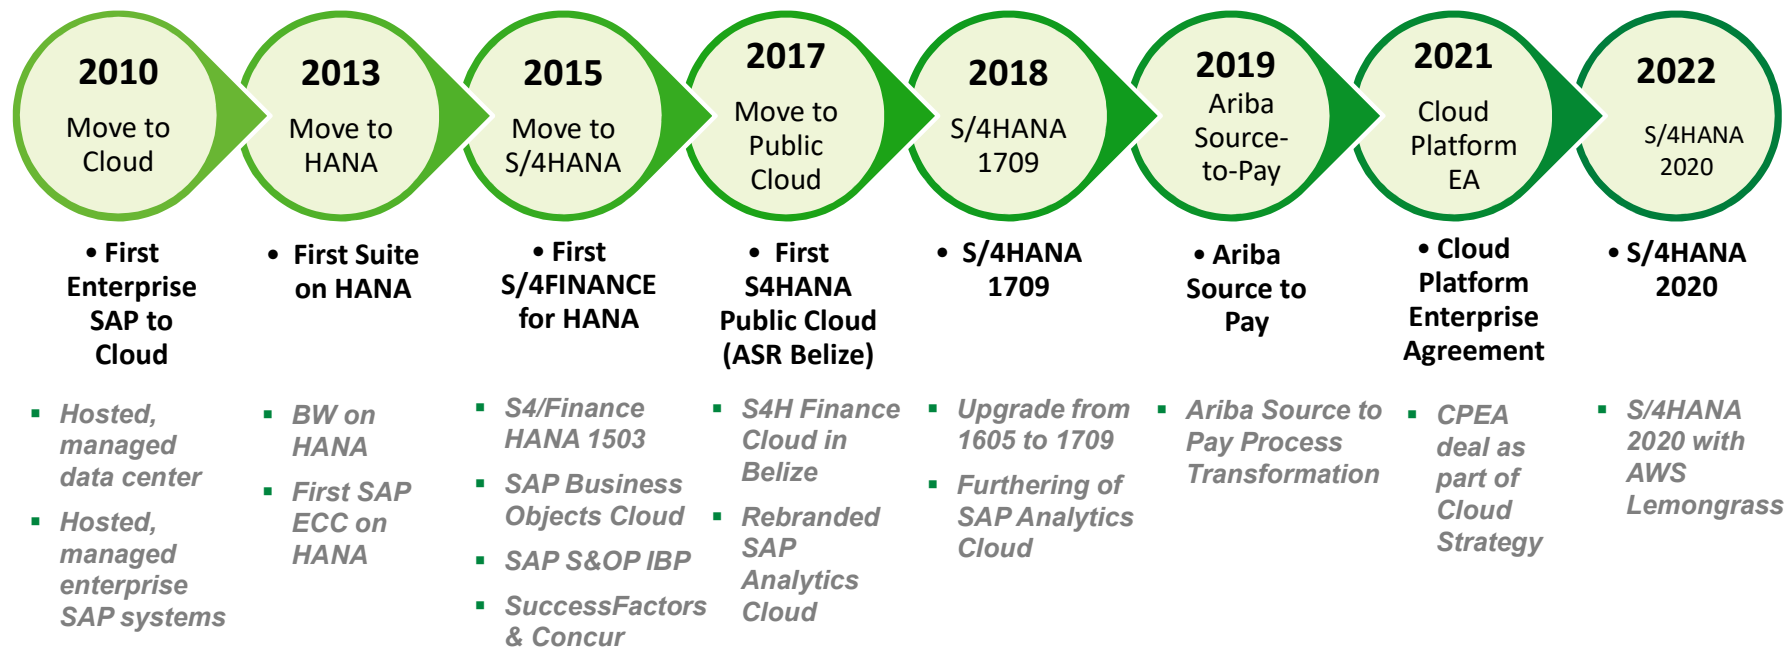 2010
Move to
Cloud
2013
Move to
HANA
2015
Move to
S/4HANA
2017
Move to
Public
Cloud
2018
S/4HANA
1709
2019
Ariba
Source-
to-Pay
2021
Cloud
Platform
EA
2022
S/4HANA
2020
• First
Enterprise
SAP to
Cloud
• First Suite
on HANA
• First
S/4FINANCE
for HANA
• First
S4HANA
Public Cloud
(ASR Belize)
• S/4HANA
1709
• Ariba
Source to
Pay
• Cloud
Platform
Enterprise
Agreement
• S/4HANA
2020
▪ Hosted,
managed
data center
▪ Hosted,
managed
enterprise
SAP systems
▪ BW on
HANA
▪ First SAP
ECC on
HANA
▪ S4/Finance
HANA 1503
▪ SAP Business
Objects Cloud
▪ SAP S&OP IBP
▪ SuccessFactors
& Concur
▪ S4H Finance
Cloud in
Belize
▪ Rebranded
SAP
Analytics
Cloud
▪ Upgrade from
1605 to 1709
▪ Furthering of
SAP Analytics
Cloud
▪ Ariba Source to
Pay Process
Transformation
▪ CPEA
deal as
part of
Cloud
Strategy
▪ S/4HANA
2020 with
AWS
Lemongrass